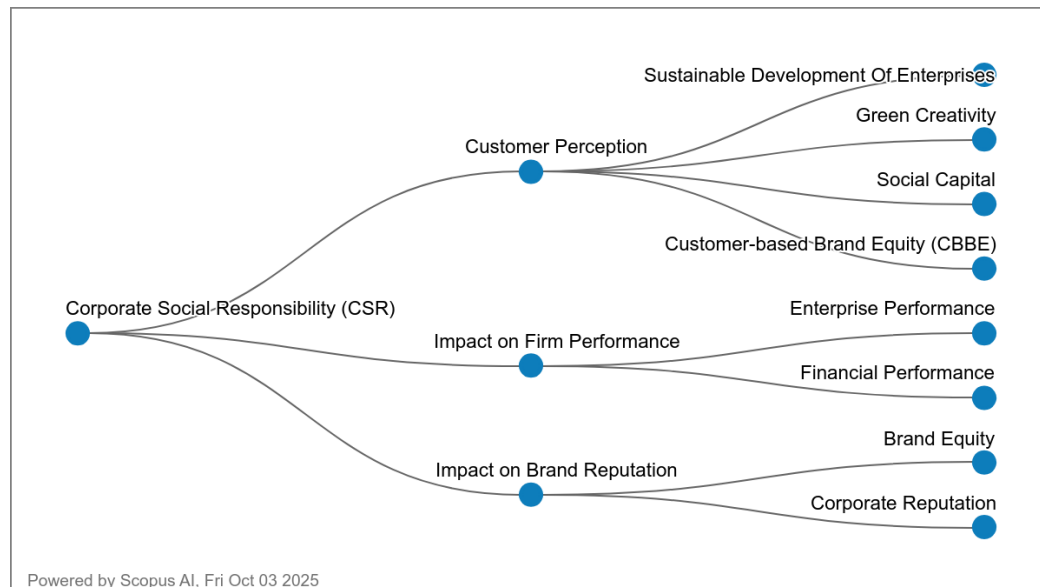 Sustainable Development Of Enterprises
Green Creativity
Customer Perception
Social Capital
Customer-based Brand Equity (CBBE)
Corporate Social Responsibility (CSR)
Enterprise Performance
Impact on Firm Performance
Financial Performance
Brand Equity
Impact on Brand Reputation
Corporate Reputation
Powered by Scopus AI, Fri Oct 03 2025